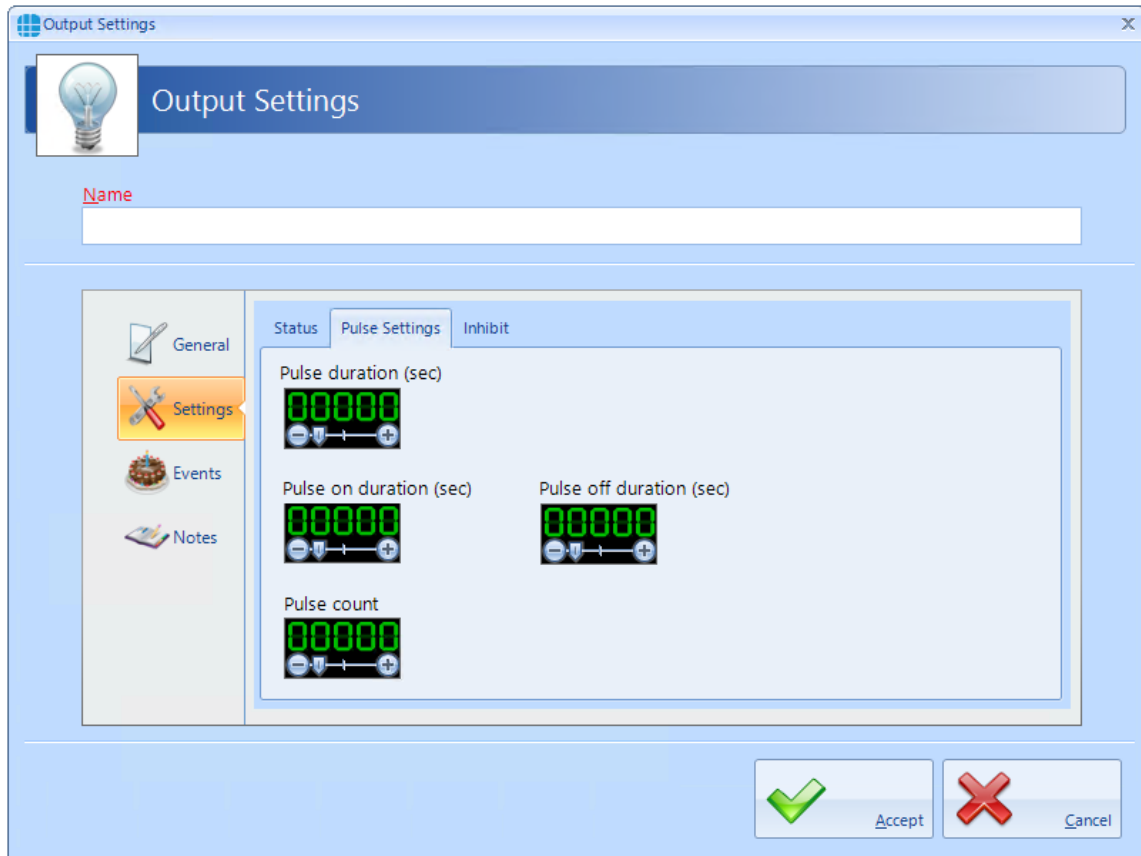 Output Settings
x
Output Settings
Name
General
Settings
Events
Notes
Status Pulse Settings Inhibit
Pulse duration (sec)
00000
Pulse on duration (sec) Pulse off duration (sec)
00000 00000
Pulse count
00000
Accept Cancel